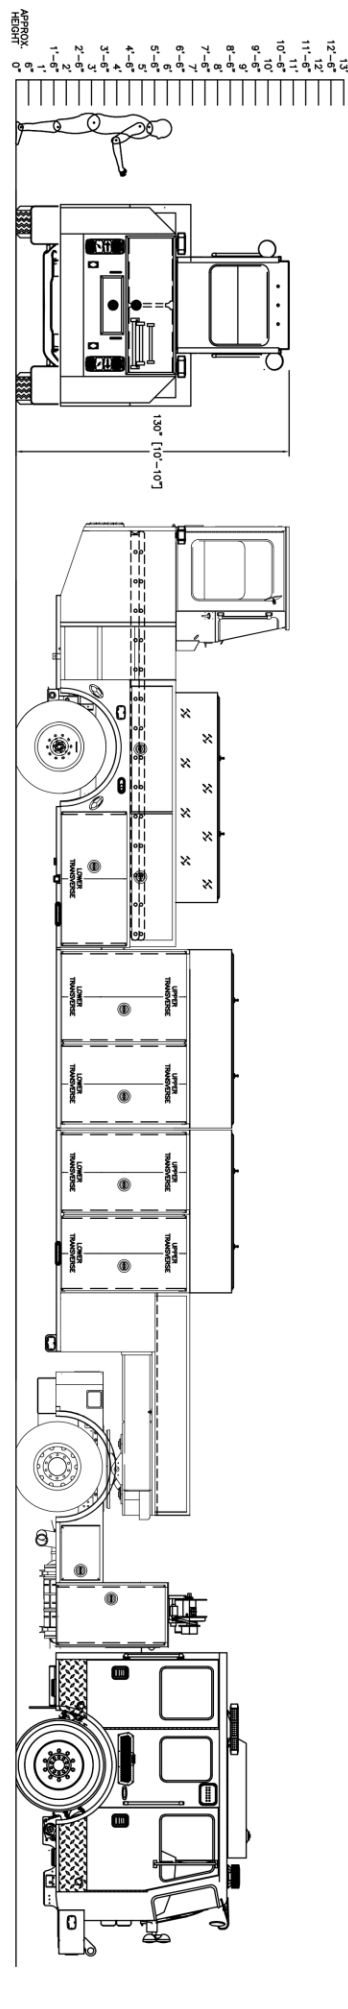 13'
12'-6"
12'
11'-6"
11'
10'-6"
10'
9'-6"
9'
8'-6"
8'
7'-6"
7'
6'-6"
6'
5'-6"
5'
4'-6"
4'
3'-6"
3'
2'-6"
2'
1'-6"
1'
6"
0"
APPROX.
HEIGHT
130" [10'-10"]
LOWER
TRANSVERSE
UPPER
TRANSVERSE
LOWER
TRANSVERSE
UPPER
TRANSVERSE
LOWER
TRANSVERSE
UPPER
TRANSVERSE
LOWER
TRANSVERSE
UPPER
TRANSVERSE
LOWER
TRANSVERSE